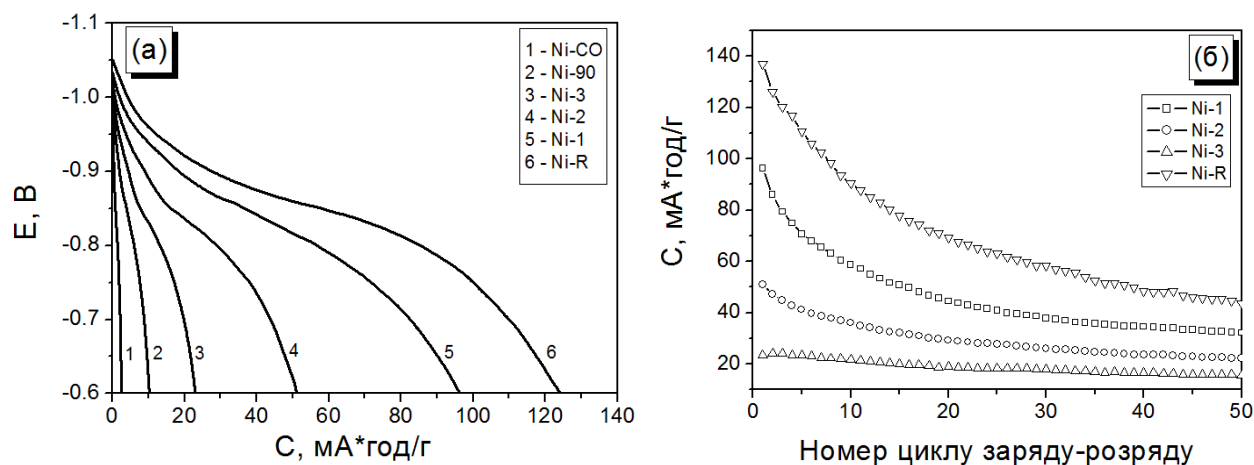 (а)
1 - Ni-CO
2 - Ni-90
3 - Ni-3
4 - Ni-2
5 - Ni-1
6 - Ni-R
E, В
-1.1
-1.0
-0.9
-0.8
-0.7
-0.6
1 2 3 4 5 6
0 20 40 60 80 100 120 140
C, мА*год/г
(б)
Ni-1
Ni-2
Ni-3
Ni-R
C, мА*год/г
140
120
100
80
60
40
20
0 10 20 30 40 50
Номер циклу заряду-розряду